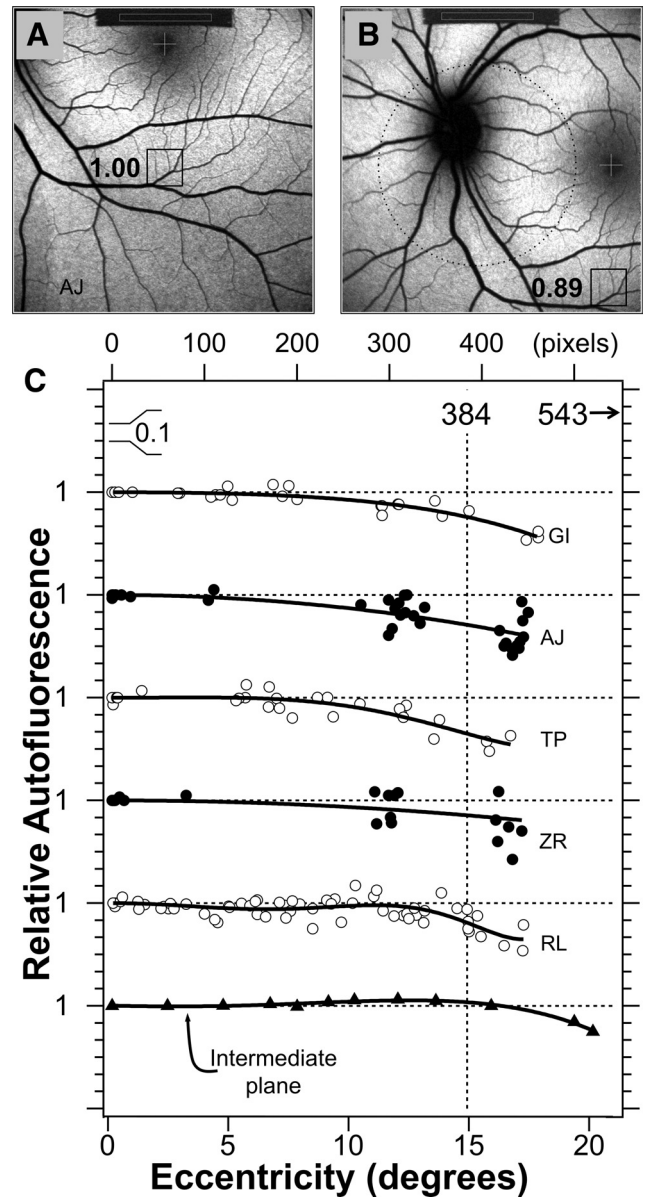 A
1.00
AJ
B
0.89
0 100 200 300 400 (pixels)
C
384 543
0.1
1 GI
1 AJ
1 TP
1 ZR
1 RL
1
Intermediate
plane
Relative Autofluorescence
0 5 10 15 20
Eccentricity (degrees)